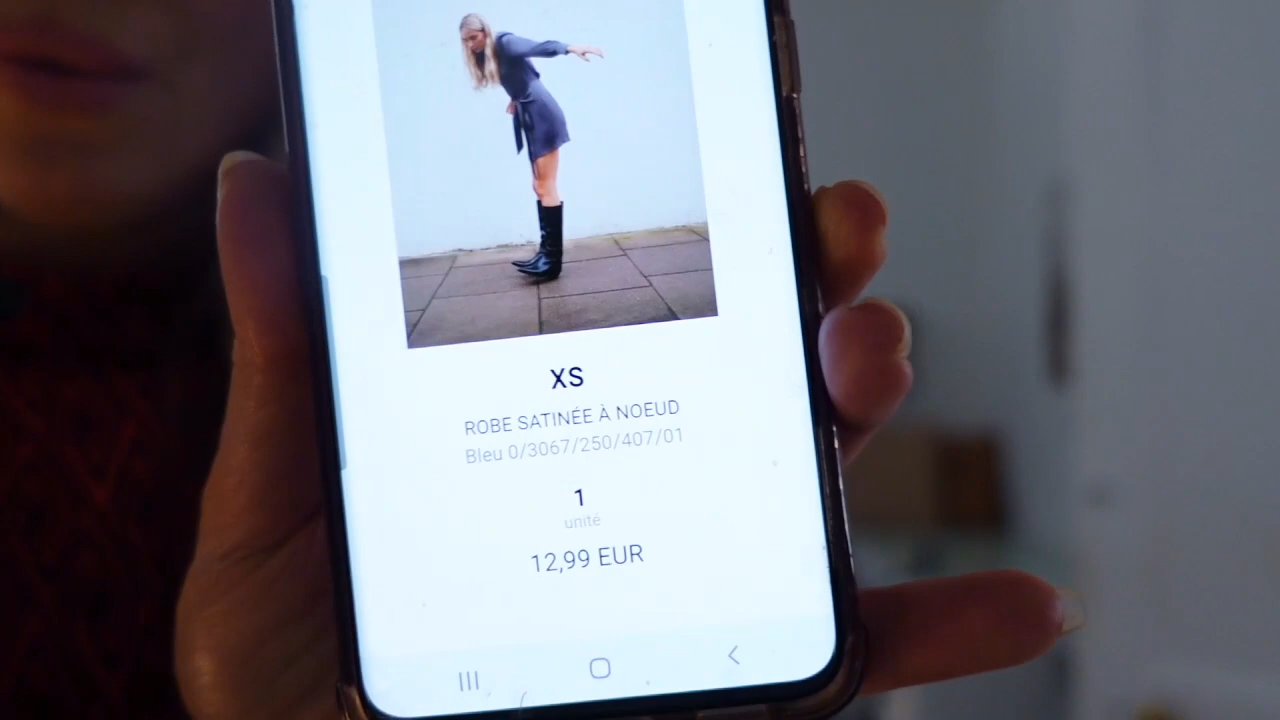 XS
ROBE SATINÉE À NOEUD
Bleu 0/3067/250/407/01
1
unité
12,99 EUR